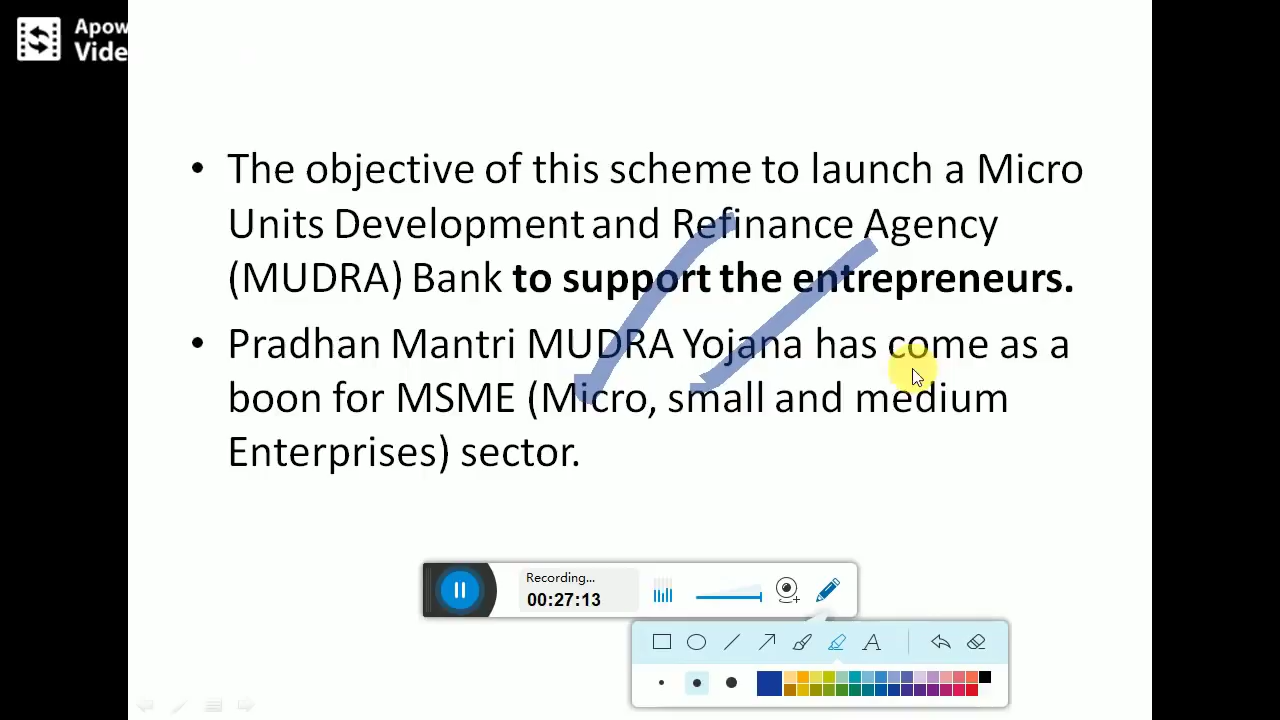 Apow
Vide
• The objective of this scheme to launch a Micro
Units Development and Refinance Agency
(MUDRA) Bank to support the entrepreneurs.
• Pradhan Mantri MUDRA Yojana has come as a
boon for MSME (Micro, small and medium
Enterprises) sector.
Recording...
00:27:13
A